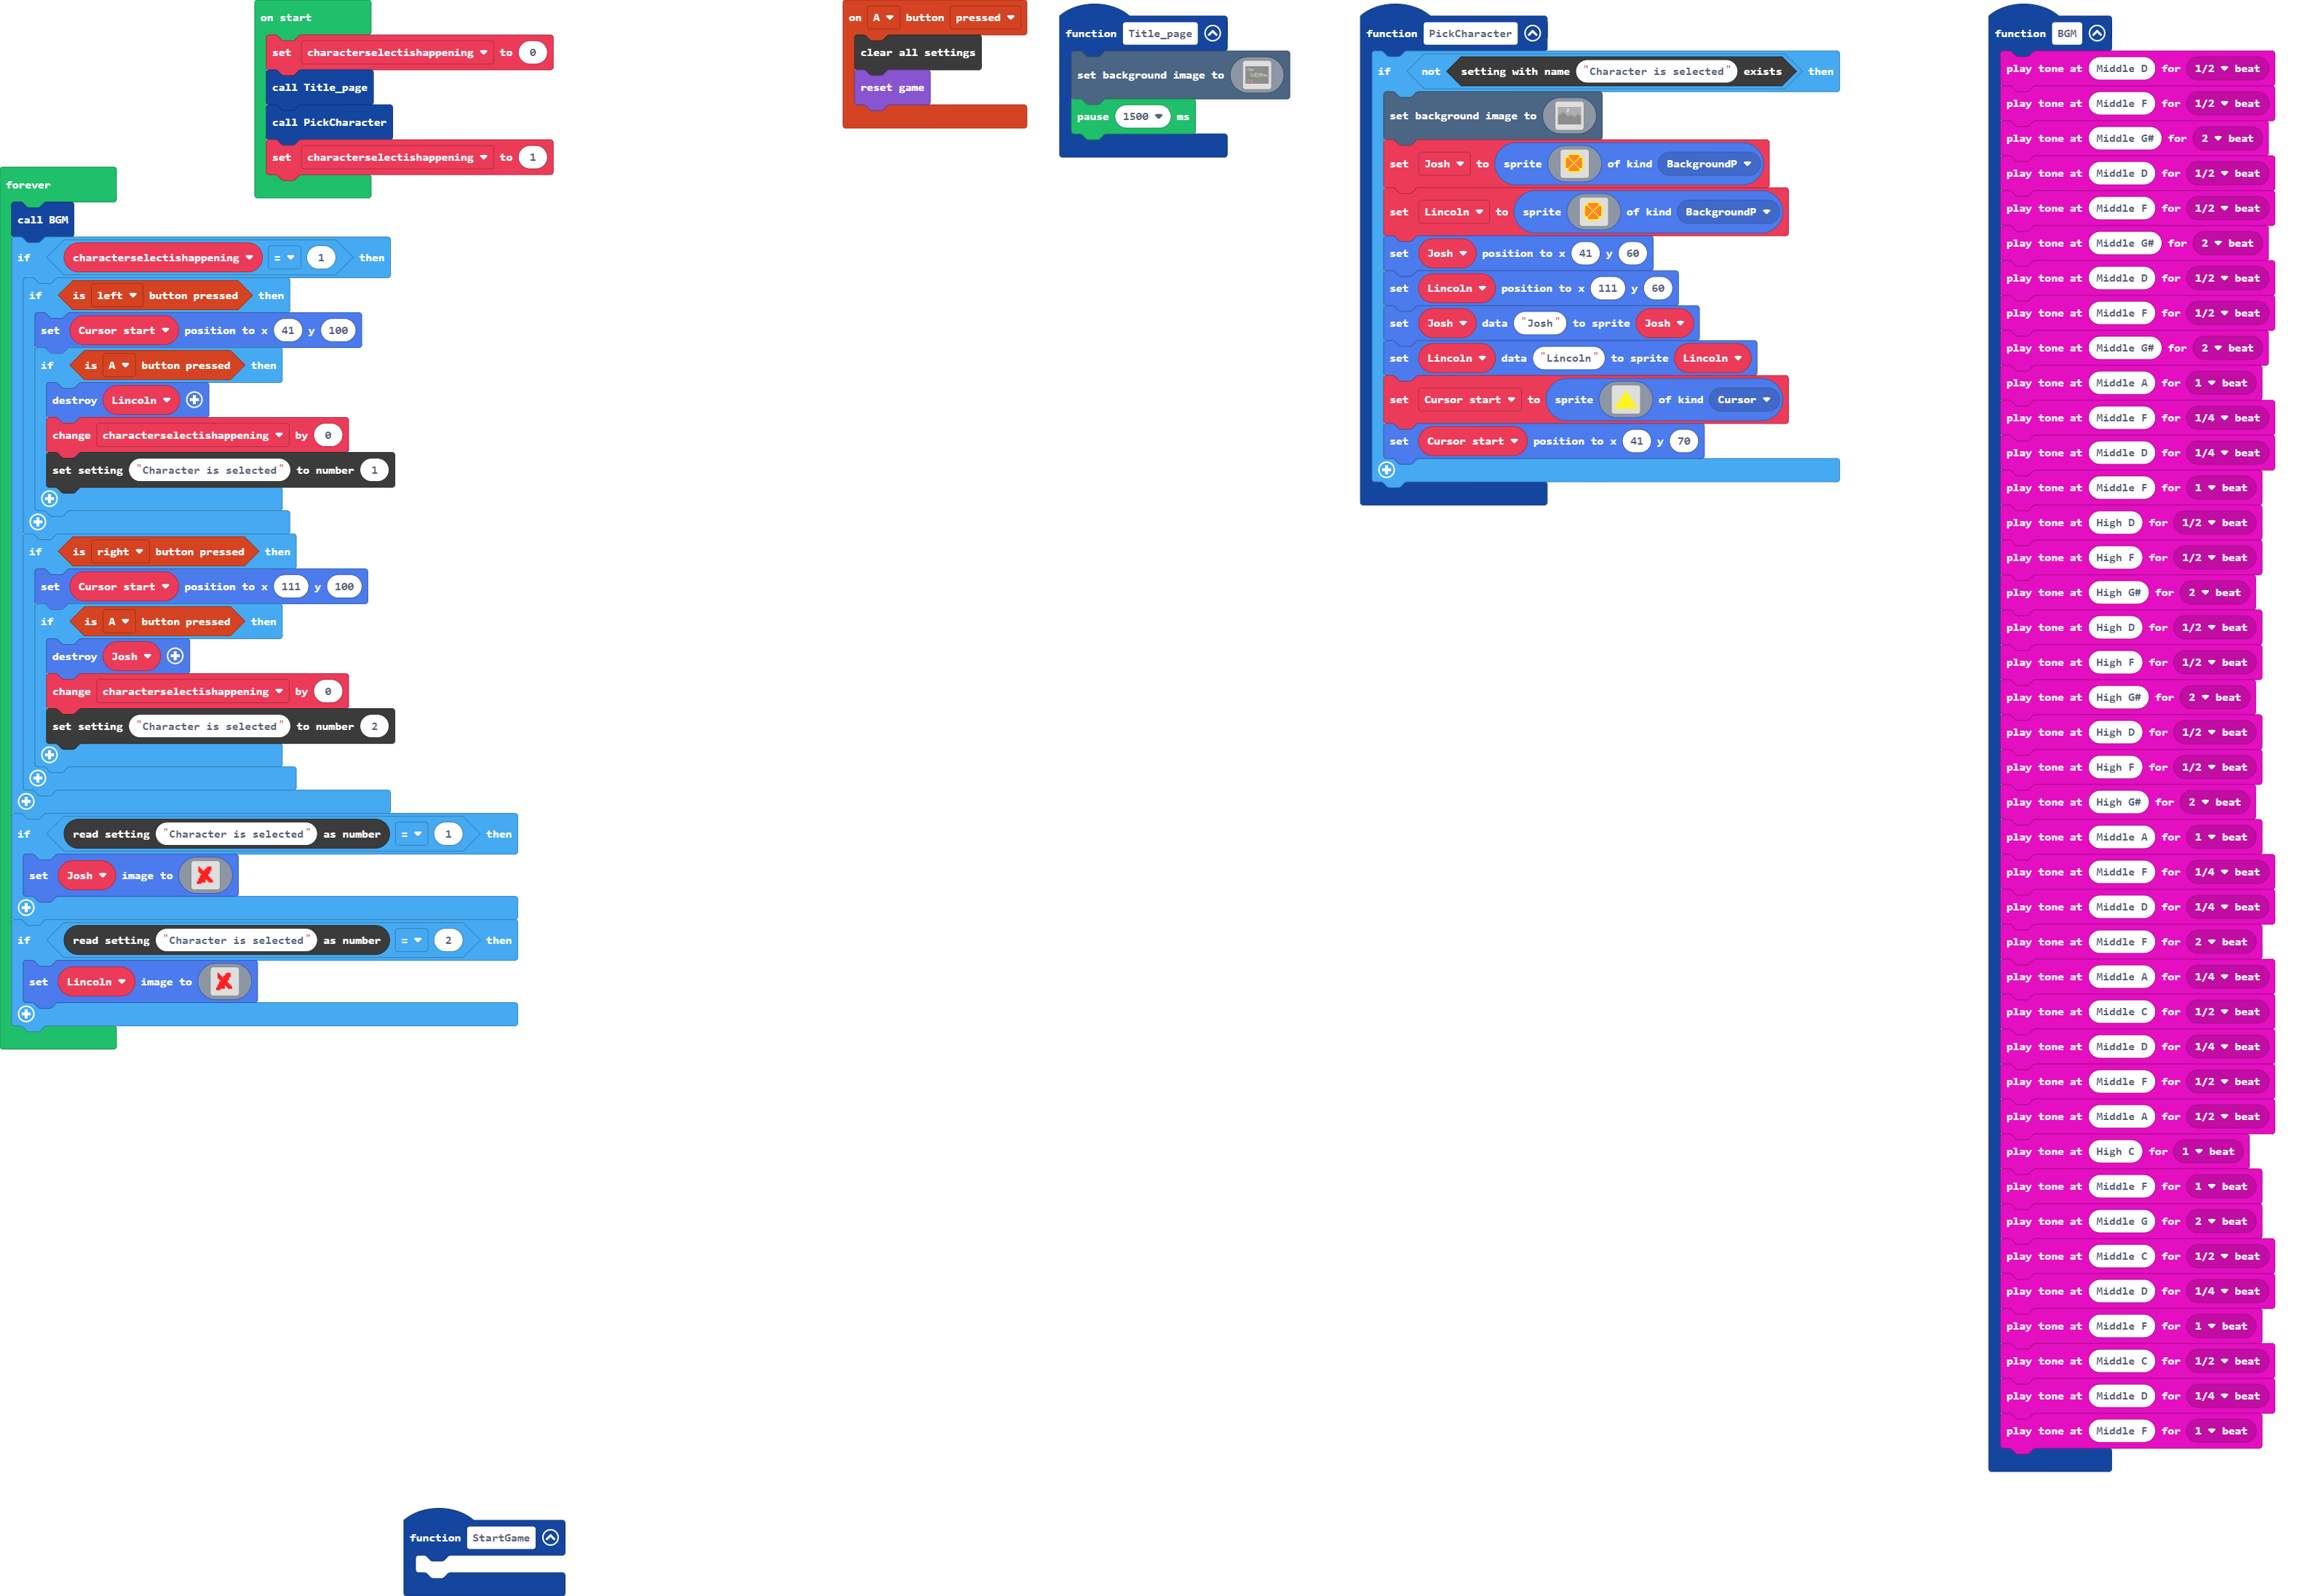 on start
set characterselectishappening to 0
call Title_page
call PickCharacter
set characterselectishappening to 1
forever
call BGM
if characterselectishappening = 1 then
if is left button pressed then
set Cursor start position to x 41 y 100
if is A button pressed then
destroy Lincoln
change characterselectishappening by 0
set setting "Character is selected" to number 1
if is right button pressed then
set Cursor start position to x 111 y 100
if is A button pressed then
destroy Josh
change characterselectishappening by 0
set setting "Character is selected" to number 2
if read setting "Character is selected" as number = 1 then
set Josh image to
if read setting "Character is selected" as number = 2 then
set Lincoln image to
on A button pressed
clear all settings
reset game
function Title_page
set background image to
pause 1500 ms
function PickCharacter
if not setting with name "Character is selected" exists then
set background image to
set Josh to sprite of kind BackgroundP
set Lincoln to sprite of kind BackgroundP
set Josh position to x 41 y 60
set Lincoln position to x 111 y 60
set Josh data "Josh" to sprite Josh
set Lincoln data "Lincoln" to sprite Lincoln
set Cursor start to sprite of kind Cursor
set Cursor start position to x 41 y 70
function BGM
play tone at Middle D for 1/2 beat
play tone at Middle F for 1/2 beat
play tone at Middle G# for 2 beat
play tone at Middle D for 1/2 beat
play tone at Middle F for 1/2 beat
play tone at Middle G# for 2 beat
play tone at Middle D for 1/2 beat
play tone at Middle F for 1/2 beat
play tone at Middle G# for 2 beat
play tone at Middle A for 1 beat
play tone at Middle F for 1/4 beat
play tone at Middle D for 1/4 beat
play tone at Middle F for 1 beat
play tone at High D for 1/2 beat
play tone at High F for 1/2 beat
play tone at High G# for 2 beat
play tone at High D for 1/2 beat
play tone at High F for 1/2 beat
play tone at High G# for 2 beat
play tone at High D for 1/2 beat
play tone at High F for 1/2 beat
play tone at High G# for 2 beat
play tone at Middle A for 1 beat
play tone at Middle F for 1/4 beat
play tone at Middle D for 1/4 beat
play tone at Middle F for 2 beat
play tone at Middle A for 1/4 beat
play tone at Middle C for 1/2 beat
play tone at Middle D for 1/4 beat
play tone at Middle F for 1/2 beat
play tone at Middle A for 1/2 beat
play tone at High C for 1 beat
play tone at Middle F for 1 beat
play tone at Middle G for 2 beat
play tone at Middle C for 1/2 beat
play tone at Middle D for 1/4 beat
play tone at Middle F for 1 beat
play tone at Middle C for 1/2 beat
play tone at Middle D for 1/4 beat
play tone at Middle F for 1 beat
function StartGame